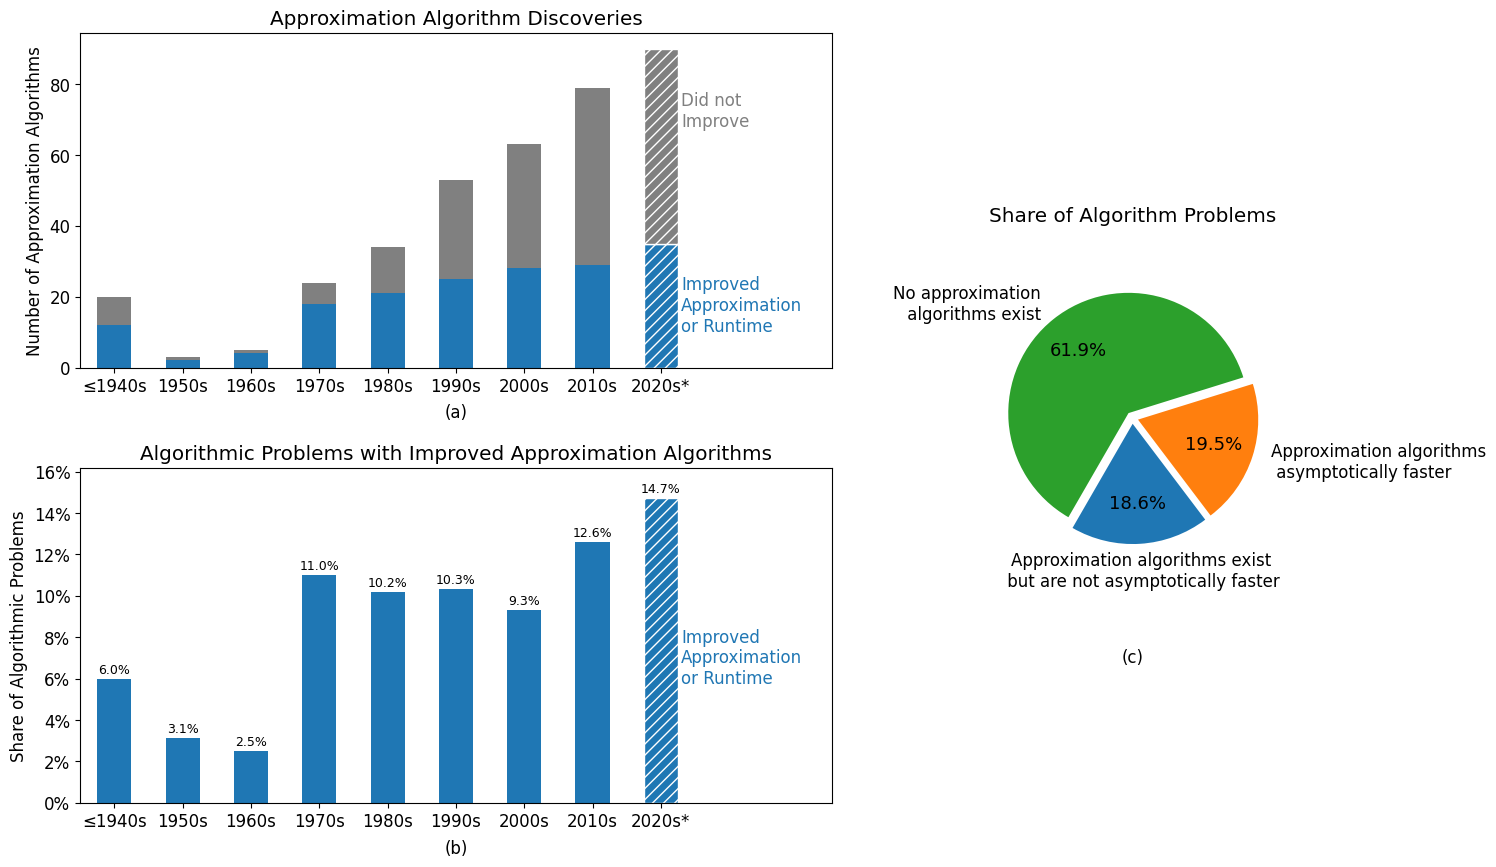 Approximation Algorithm Discoveries
Number of Approximation Algorithms
80
60
40
20
0
Did not
Improve
Improved
Approximation
or Runtime
≤1940s 1950s 1960s 1970s 1980s 1990s 2000s 2010s 2020s*
(a)
Algorithmic Problems with Improved Approximation Algorithms
Share of Algorithmic Problems
16%
14%
12%
10%
8%
6%
4%
2%
0%
6.0%
3.1%
2.5%
11.0%
10.2%
10.3%
9.3%
12.6%
14.7%
Improved
Approximation
or Runtime
≤1940s 1950s 1960s 1970s 1980s 1990s 2000s 2010s 2020s*
(b)
Share of Algorithm Problems
No approximation
algorithms exist
61.9%
19.5%
Approximation algorithms
asymptotically faster
18.6%
Approximation algorithms exist
but are not asymptotically faster
(c)